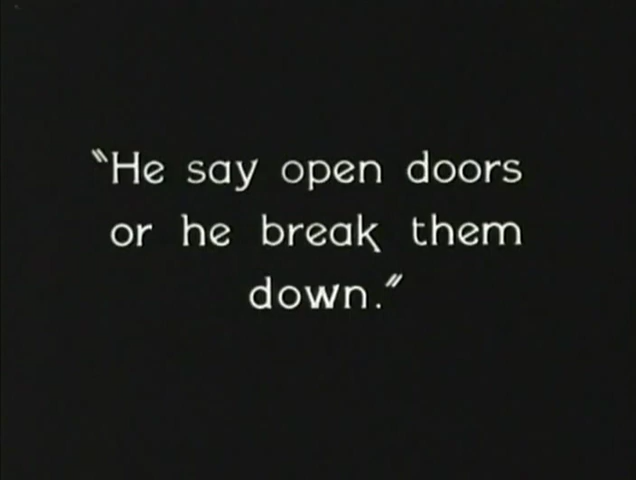 "He say open doors
or he break them
down."